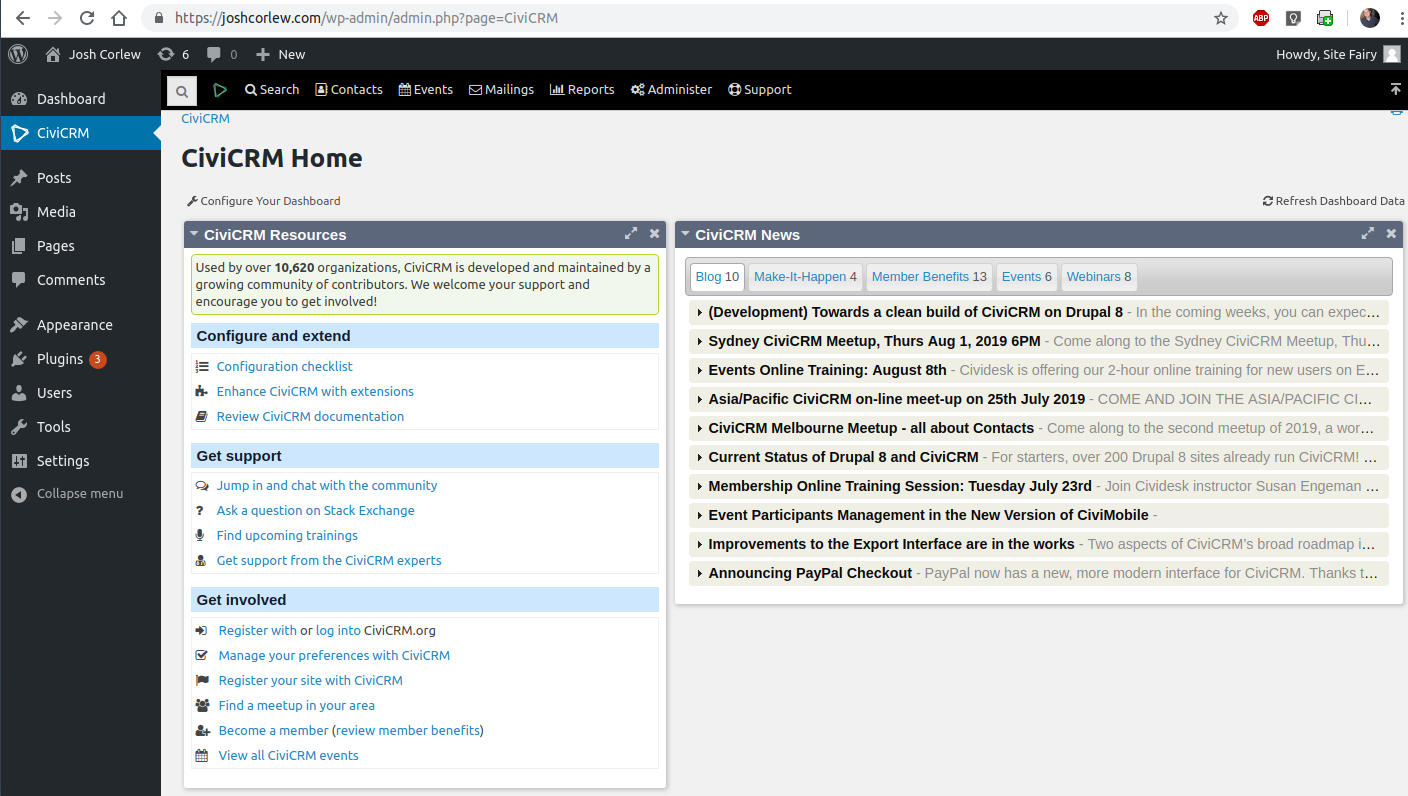 https://joshcorlew.com/wp-admin/admin.php?page=CiviCRM
ABP
Josh Corlew 6 0 New
Howdy, Site Fairy
Dashboard
CiviCRM
Posts
Media
Pages
Comments
Appearance
Plugins 3
Users
Tools
Settings
Collapse menu
Search Contacts Events Mailings Reports Administer Support
CiviCRM
CiviCRM Home
Configure Your Dashboard
Refresh Dashboard Data
CiviCRM Resources
Used by over 10,620 organizations, CiviCRM is developed and maintained by a
growing community of contributors. We welcome your support and
encourage you to get involved!
Configure and extend
Configuration checklist
Enhance CiviCRM with extensions
Review CiviCRM documentation
Get support
Jump in and chat with the community
? Ask a question on Stack Exchange
Find upcoming trainings
Get support from the CiviCRM experts
Get involved
Register with or log into CiviCRM.org
Manage your preferences with CiviCRM
Register your site with CiviCRM
Find a meetup in your area
Become a member (review member benefits)
View all CiviCRM events
CiviCRM News
Blog 10 Make-It-Happen 4 Member Benefits 13 Events 6 Webinars 8
(Development) Towards a clean build of CiviCRM on Drupal 8 - In the coming weeks, you can expec...
Sydney CiviCRM Meetup, Thurs Aug 1, 2019 6PM - Come along to the Sydney CiviCRM Meetup, Thu...
Events Online Training: August 8th - Cividesk is offering our 2-hour online training for new users on E...
Asia/Pacific CiviCRM on-line meet-up on 25th July 2019 - COME AND JOIN THE ASIA/PACIFIC CI...
CiviCRM Melbourne Meetup - all about Contacts - Come along to the second meetup of 2019, a wor...
Current Status of Drupal 8 and CiviCRM - For starters, over 200 Drupal 8 sites already run CiviCRM! ...
Membership Online Training Session: Tuesday July 23rd - Join Cividesk instructor Susan Engeman ...
Event Participants Management in the New Version of CiviMobile -
Improvements to the Export Interface are in the works - Two aspects of CiviCRM's broad roadmap i...
Announcing PayPal Checkout - PayPal now has a new, more modern interface for CiviCRM. Thanks t...